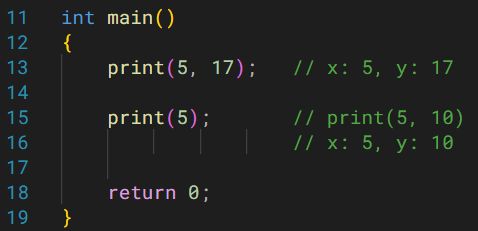 11 int main()
12 {
13 print(5, 17); // x: 5, y: 17
14
15 print(5); // print(5, 10)
16 // x: 5, y: 10
17
18 return 0;
19 }